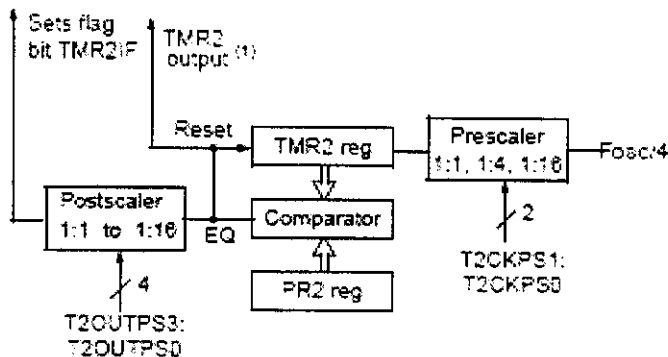 Sets flag
bit TMR2IF
TMR2
output (1)
Reset
TMR2 reg
Prescaler
1:1, 1:4, 1:16
Fosc/4
Postscaler
1:1 to 1:16
EQ
Comparator
2
T2CKPS1:
T2CKPS0
4
PR2 reg
T2OUTPS3:
T2OUTPS0